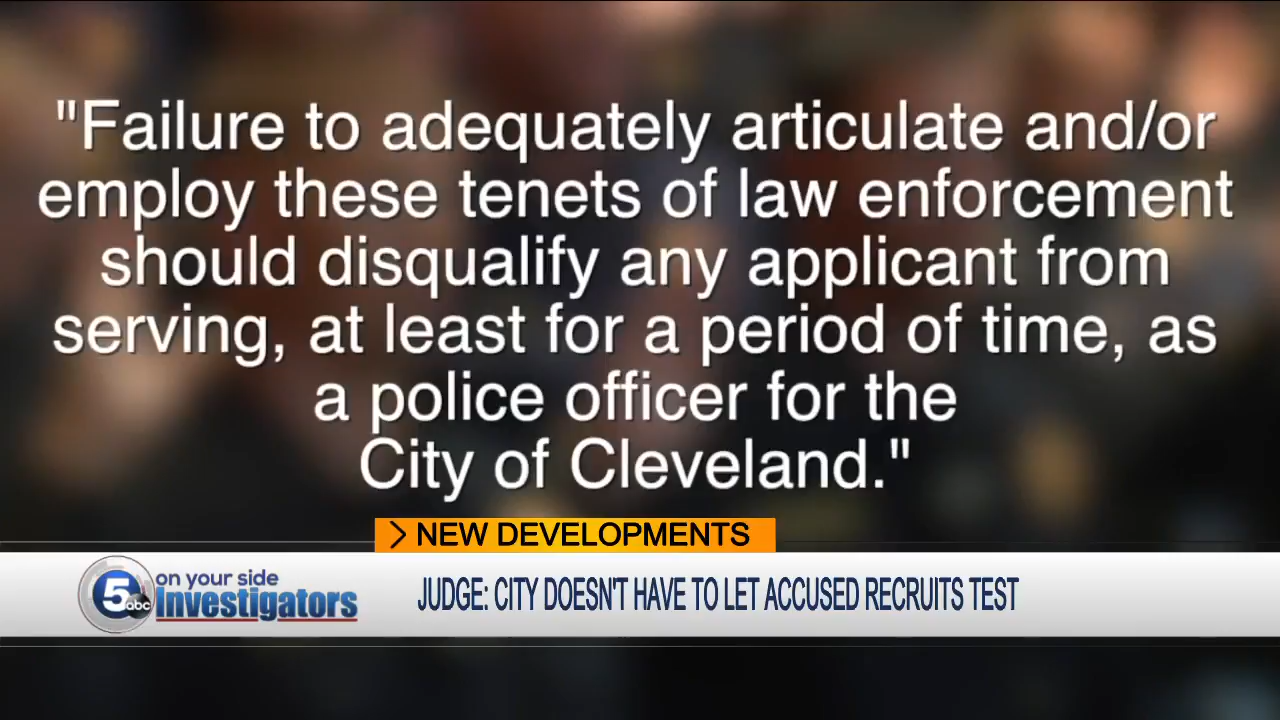 "Failure to adequately articulate and/or
employ these tenets of law enforcement
should disqualify any applicant from
serving, at least for a period of time, as
a police officer for the
City of Cleveland."
NEW DEVELOPMENTS
5 abc on your side
Investigators
JUDGE: CITY DOESN'T HAVE TO LET ACCUSED RECRUITS TEST